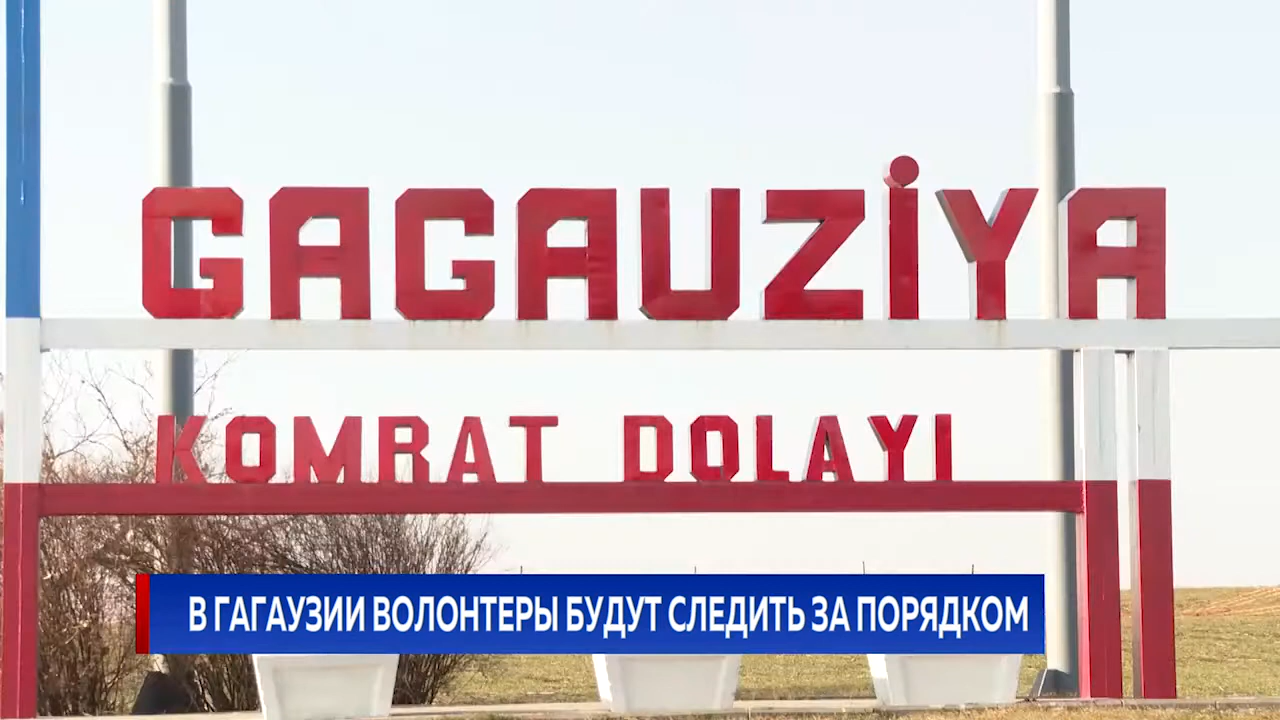 GAGAUZİYA
KOMRAT DOLAYI
В ГАГАУЗИИ ВОЛОНТЕРЫ БУДУТ СЛЕДИТЬ ЗА ПОРЯДКОМ